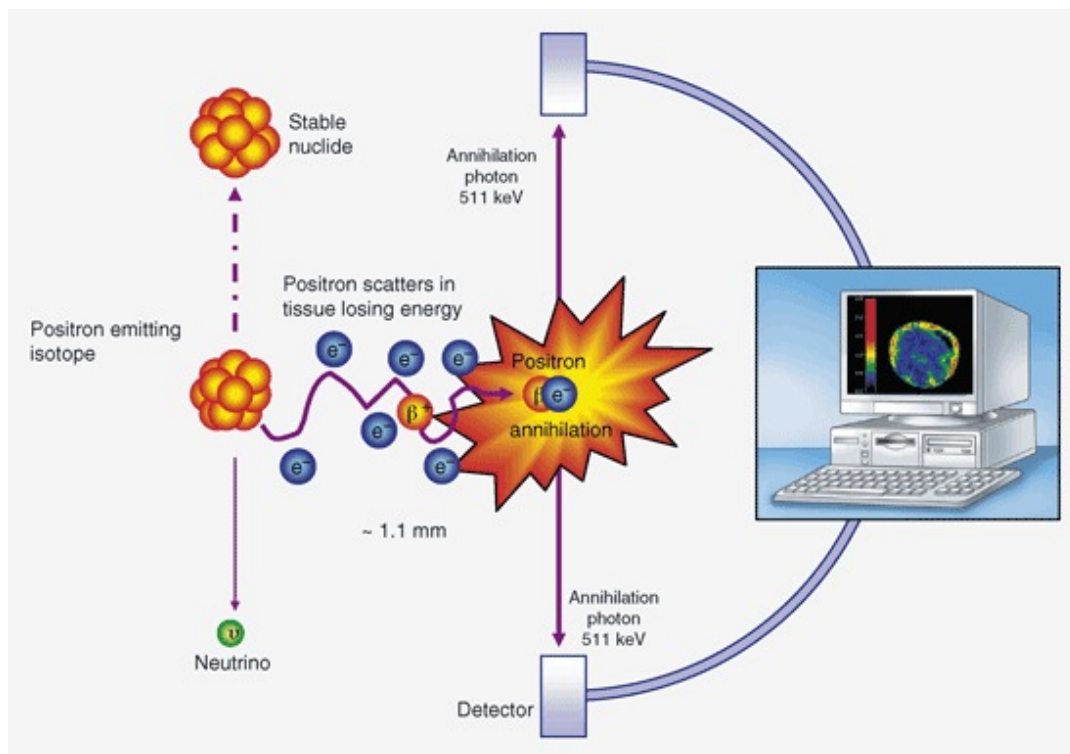 Stable
nuclide
Annihilation
photon
511 keV
Positron scatters in
tissue losing energy
Positron emitting
isotope
e⁻
e⁻
e⁻
Positron
β e⁻
β⁺
annihilation
e⁻
e⁻
e⁻
~ 1.1 mm
Annihilation
photon
511 keV
υ
Neutrino
Detector